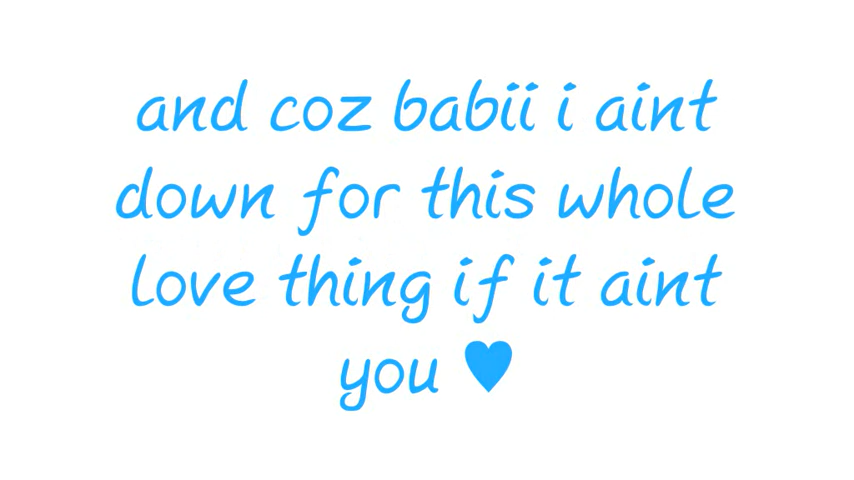 and coz babii i aint
down for this whole
love thing if it aint
you ♥